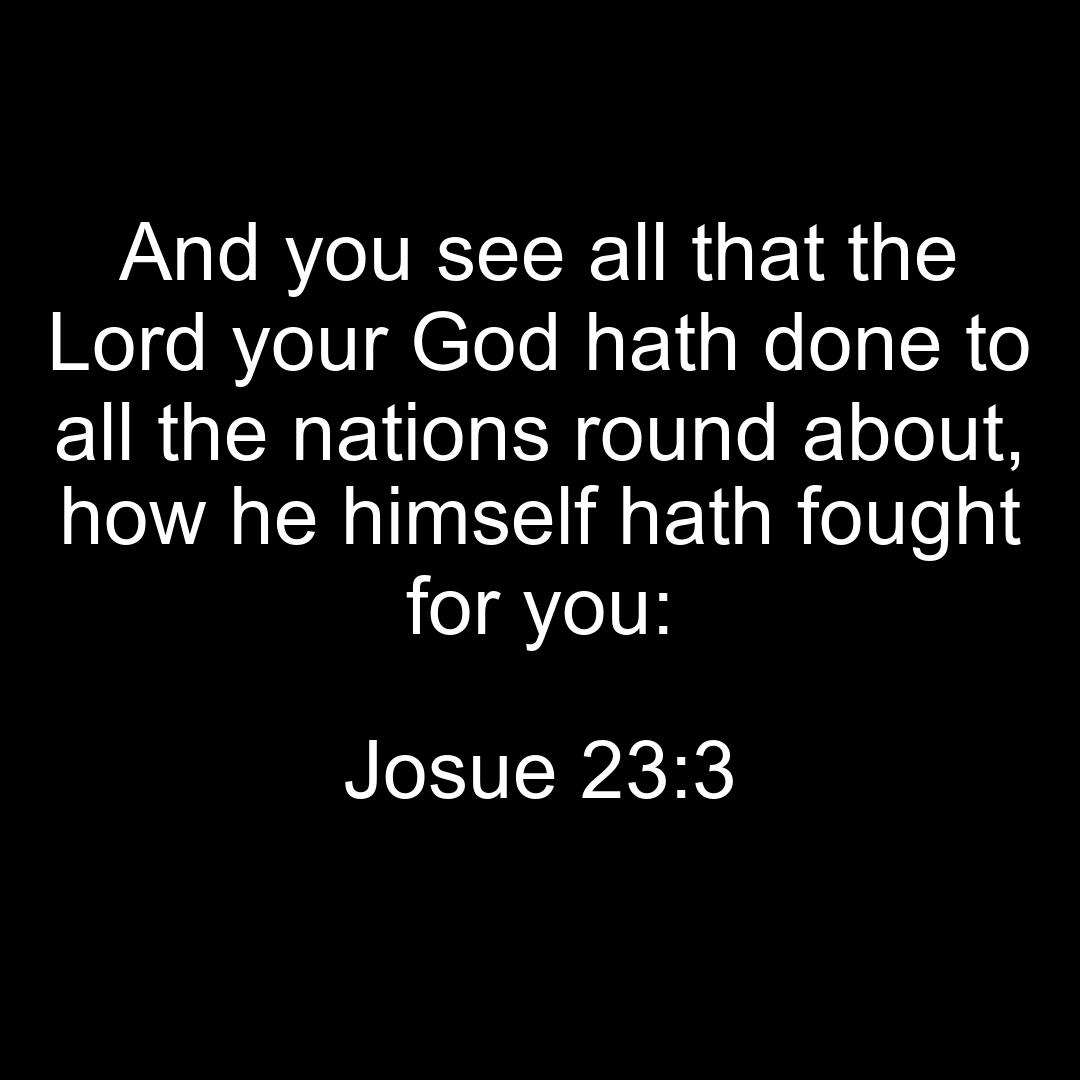 And you see all that the
Lord your God hath done to
all the nations round about,
how he himself hath fought
for you:
Josue 23:3